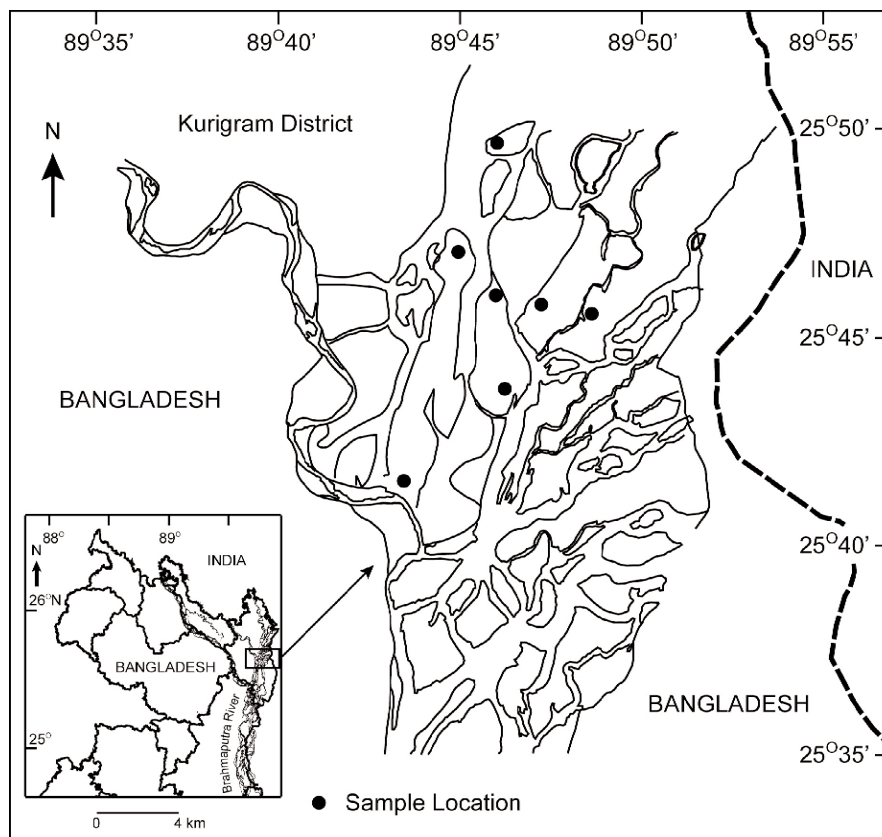 89°35' 89°40' 89°45' 89°50' 89°55'
Kurigram District
N
25°50'
INDIA
25°45'
BANGLADESH
88° 89°
N
INDIA
26°N
BANGLADESH
25°
Brahmaputra River
25°40'
BANGLADESH
25°35'
0 4 km
Sample Location